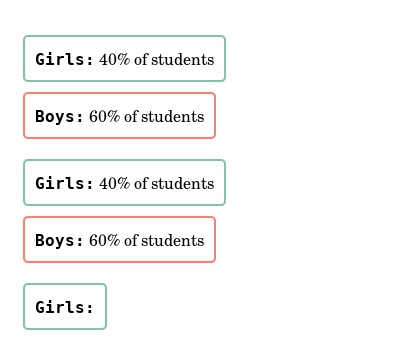 Girls: 40% of students
Boys: 60% of students
Girls: 40% of students
Boys: 60% of students
Girls: